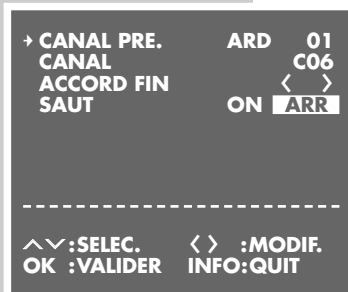 → CANAL PRE. ARD 01
CANAL C06
ACCORD FIN < >
SAUT ON ARR
^ v :SELEC. < > :MODIF.
OK :VALIDER INFO:QUIT